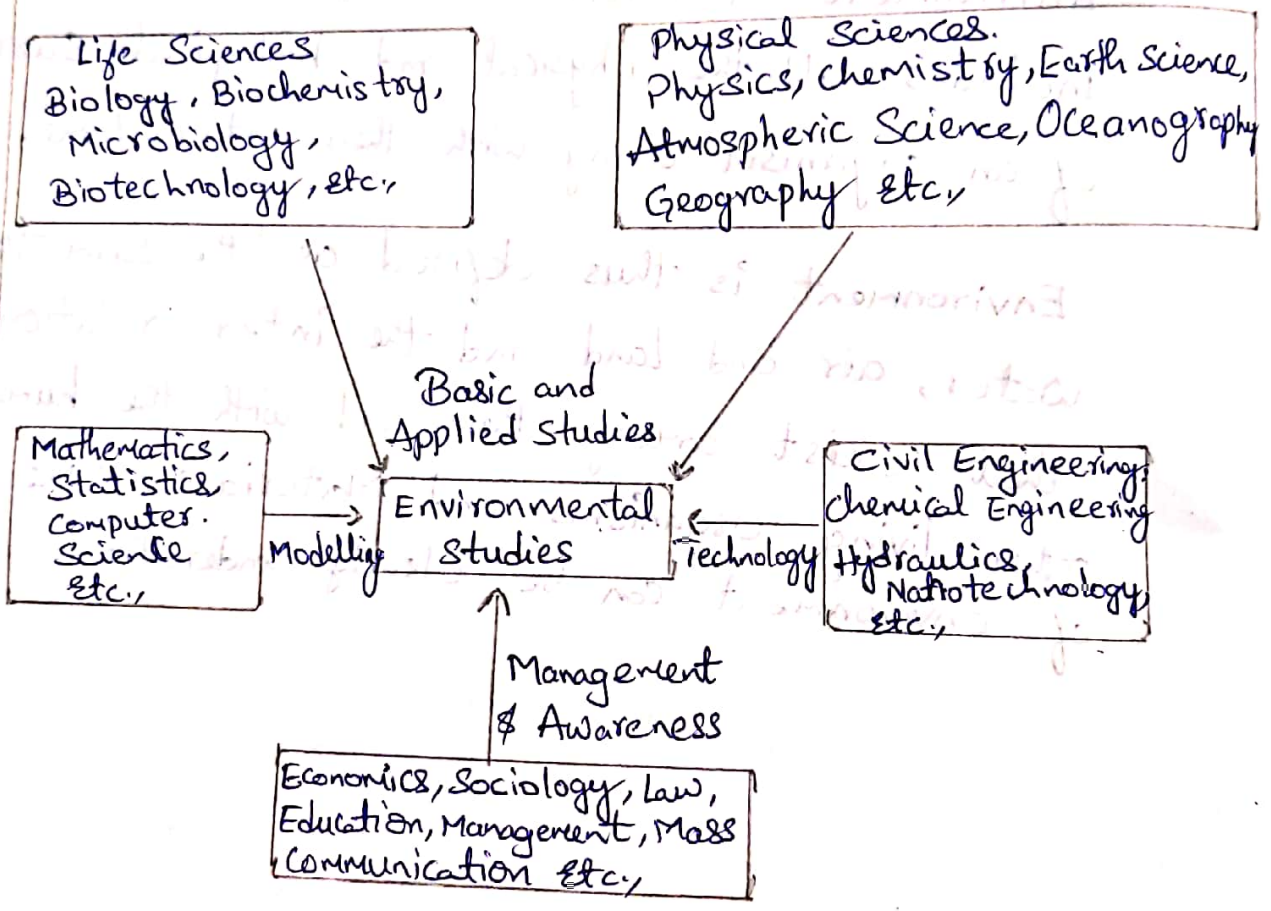 Life Sciences
Biology, Biochemistry,
Microbiology,
Biotechnology, etc.,
Physical Sciences.
Physics, Chemistry, Earth Science,
Atmospheric Science, Oceanography
Geography etc.,
Basic and
Applied Studies
Mathematics,
Statistics,
Computer.
Science
Etc.,
Modelling
Environmental
Studies
Technology
Civil Engineering,
Chemical Engineering
Hydraulics,
Nanotechnology,
Etc.,
Management
& Awareness
Economics, Sociology, Law,
Education, Management, Mass
Communication Etc.,